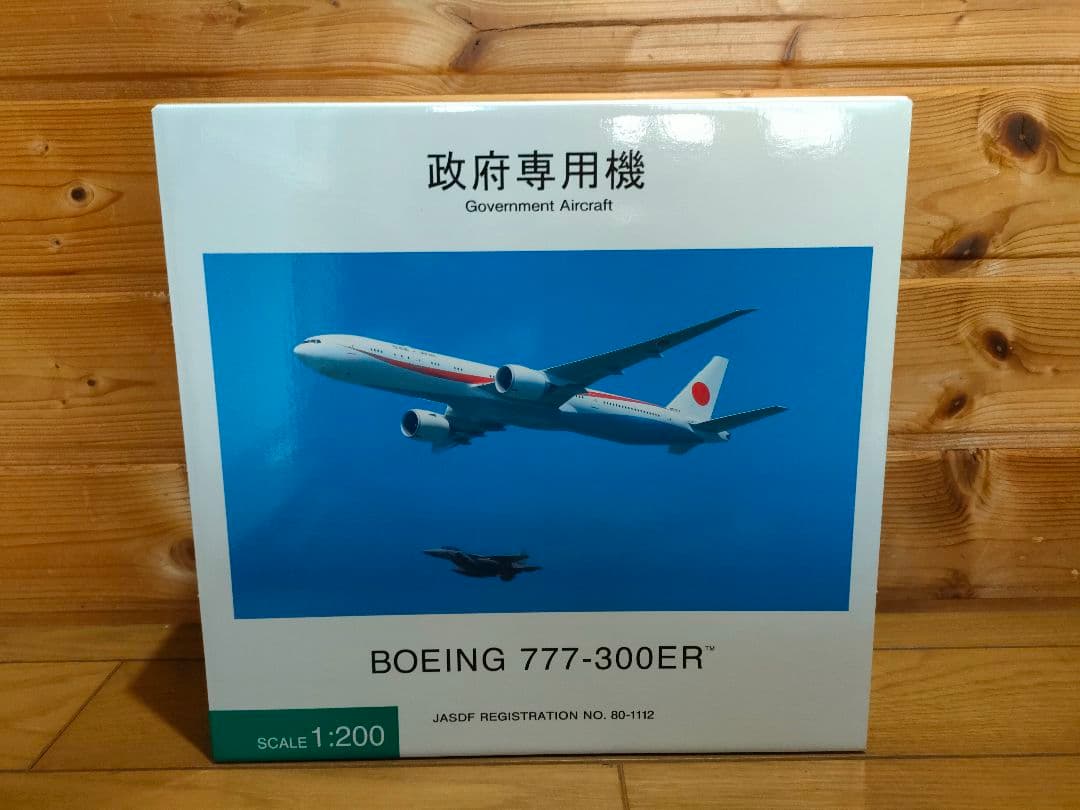 政府専用機
Government Aircraft
BOEING 777-300ER™
JASDF REGISTRATION NO. 80-1112
SCALE 1:200